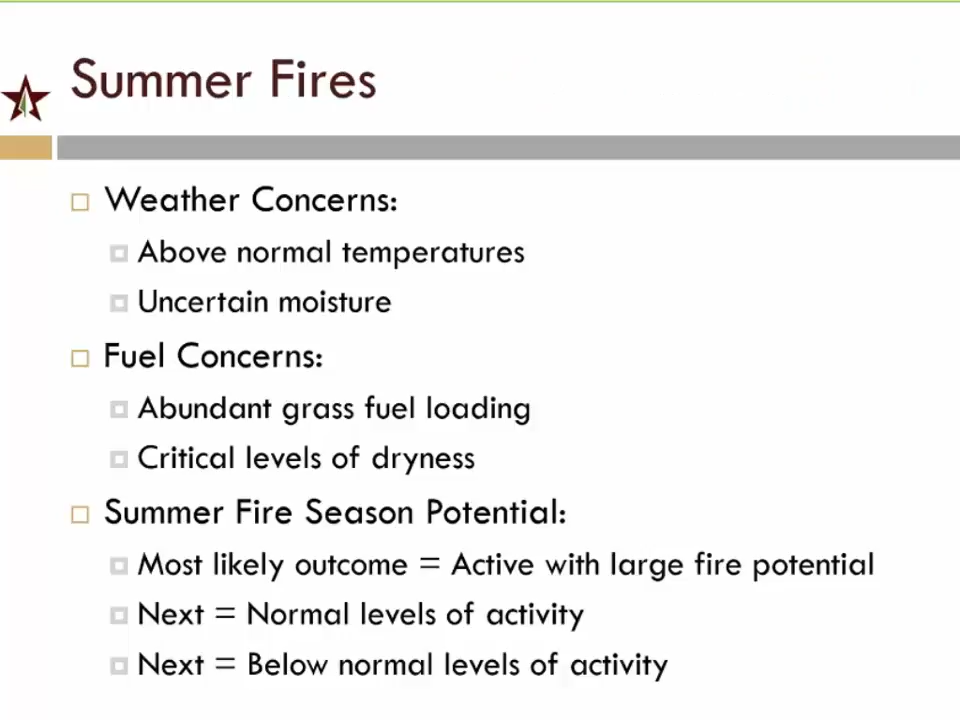 Summer Fires
Weather Concerns:
Above normal temperatures
Uncertain moisture
Fuel Concerns:
Abundant grass fuel loading
Critical levels of dryness
Summer Fire Season Potential:
Most likely outcome = Active with large fire potential
Next = Normal levels of activity
Next = Below normal levels of activity